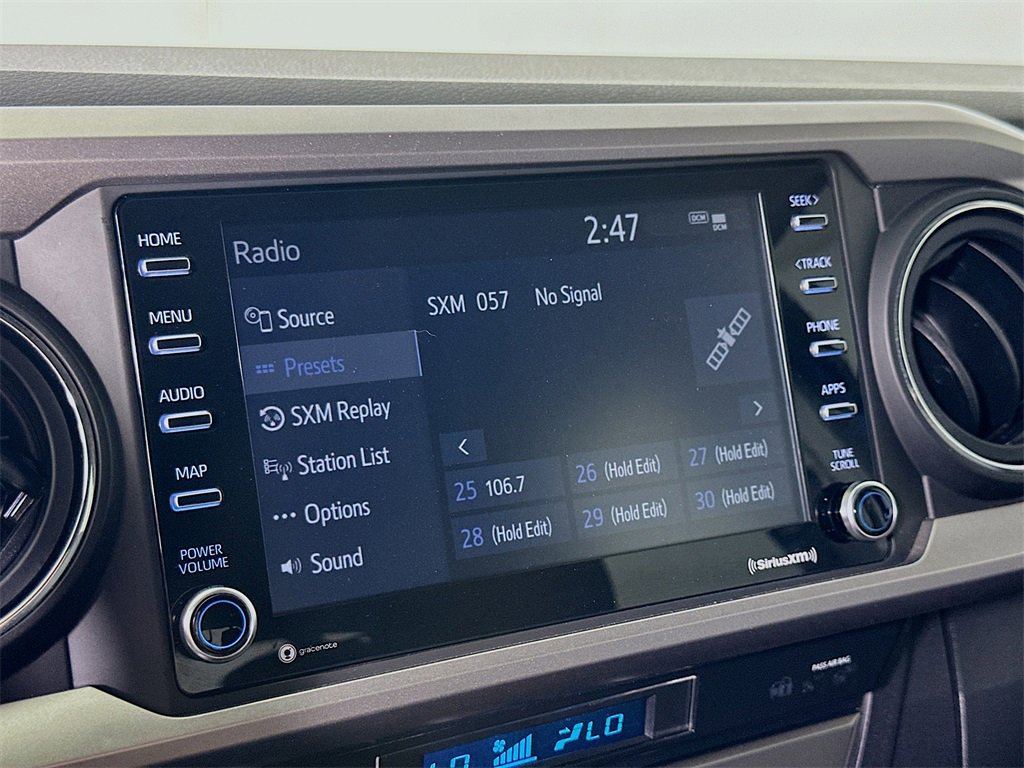 HOME
MENU
AUDIO
MAP
POWER
VOLUME
Radio
2:47
DCM
DCM
Source
Presets
SXM Replay
Station List
Options
Sound
SXM 057 No Signal
<
>
25 106.7
26 (Hold Edit)
27 (Hold Edit)
28 (Hold Edit)
29 (Hold Edit)
30 (Hold Edit)
SEEK>
<TRACK
PHONE
APPS
TUNE
SCROLL
gracenote
((SiriusXM))
PASS AIR BAG
LO
LO